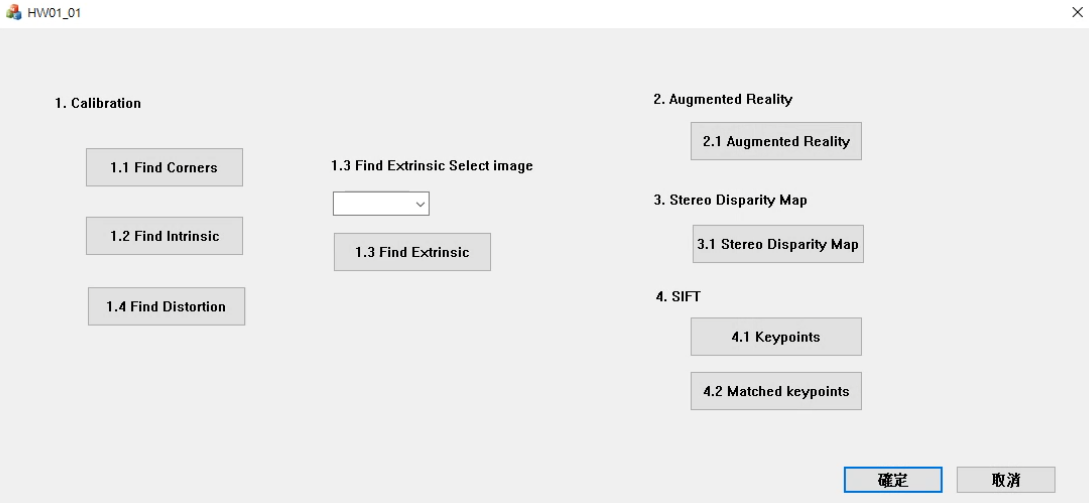 HW01_01
1. Calibration
1.1 Find Corners
1.2 Find Intrinsic
1.4 Find Distortion
1.3 Find Extrinsic Select image
1.3 Find Extrinsic
2. Augmented Reality
2.1 Augmented Reality
3. Stereo Disparity Map
3.1 Stereo Disparity Map
4. SIFT
4.1 Keypoints
4.2 Matched keypoints
確定
取消